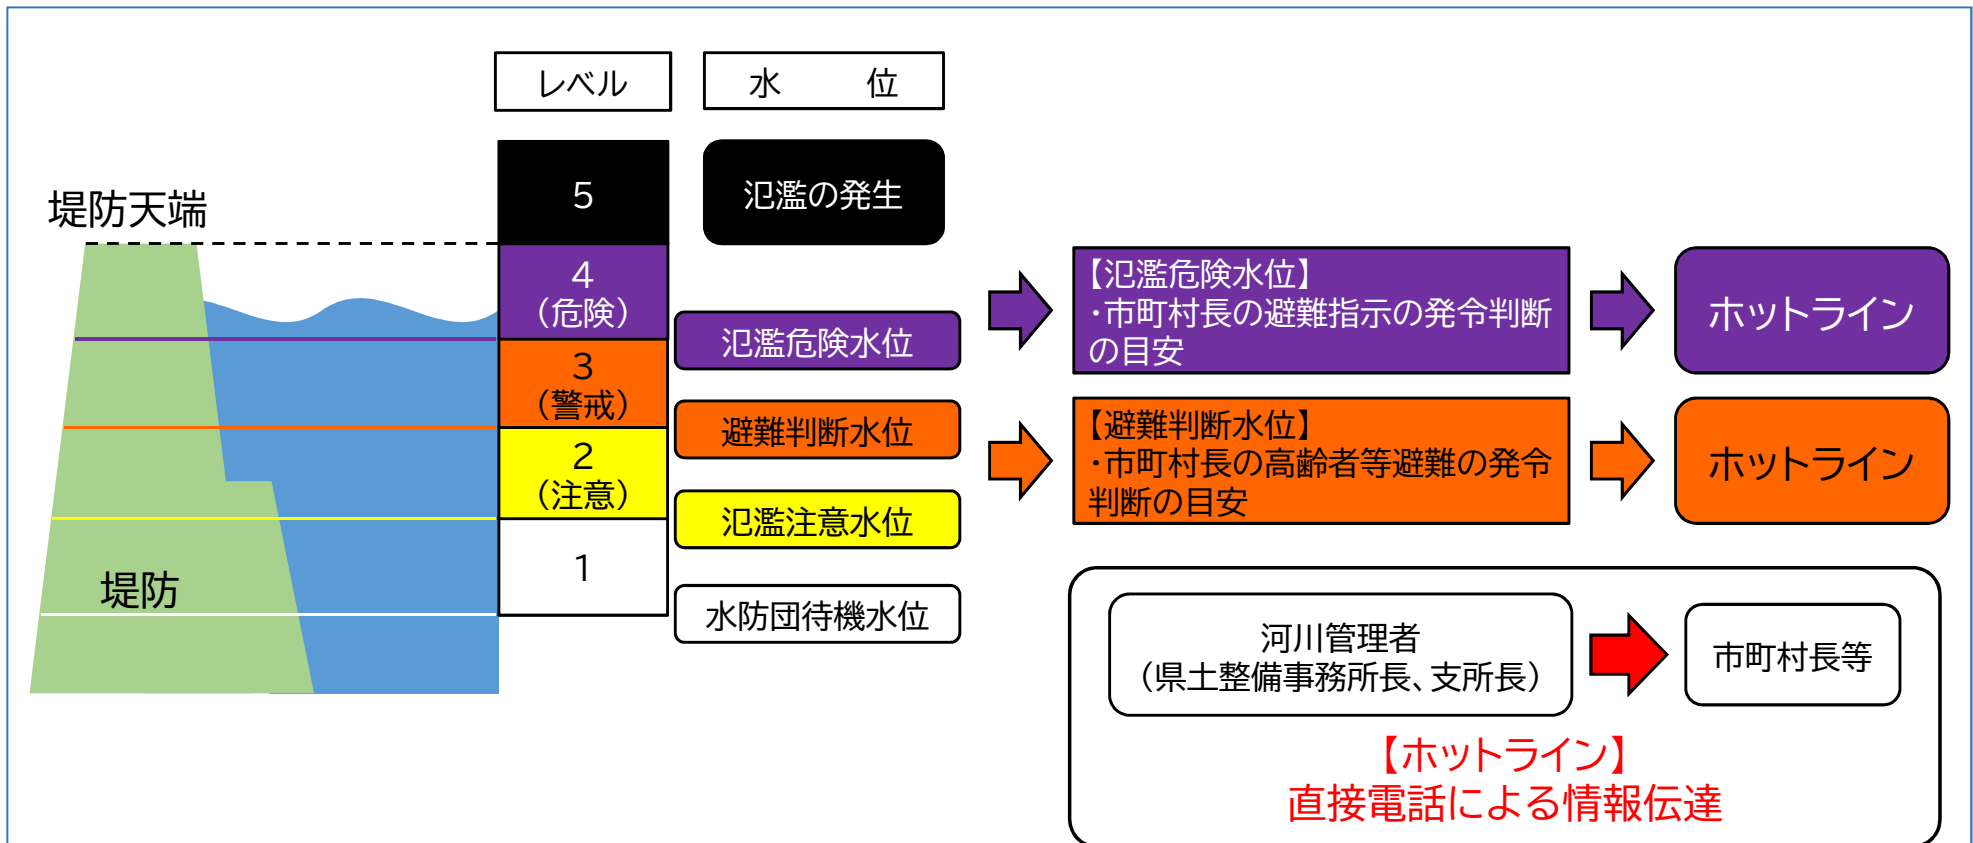 レベル
水　位
堤防天端
5
氾濫の発生
4
（危険）
氾濫危険水位
【氾濫危険水位】
・市町村長の避難指示の発令判断
の目安
ホットライン
3
（警戒）
避難判断水位
【避難判断水位】
・市町村長の高齢者等避難の発令
判断の目安
ホットライン
2
（注意）
氾濫注意水位
1
堤防
水防団待機水位
河川管理者
（県土整備事務所長、支所長）
市町村長等
【ホットライン】
直接電話による情報伝達